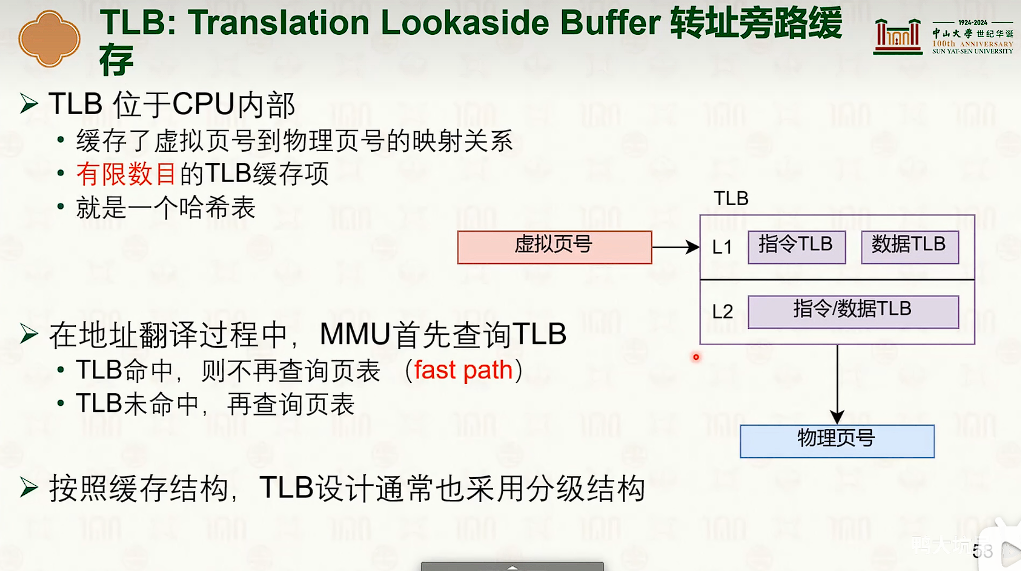 TLB: Translation Lookaside Buffer 转址旁路缓
存
1924-2024
中山大学 世纪华诞
100th ANNIVERSARY
SUN YAT-SEN UNIVERSITY
➢ TLB 位于CPU内部
• 缓存了虚拟页号到物理页号的映射关系
• 有限数目的TLB缓存项
• 就是一个哈希表
TLB
虚拟页号
L1 指令TLB 数据TLB
L2 指令/数据TLB
物理页号
➢ 在地址翻译过程中，MMU首先查询TLB
• TLB命中，则不再查询页表 （fast path）
• TLB未命中，再查询页表
➢ 按照缓存结构，TLB设计通常也采用分级结构
53